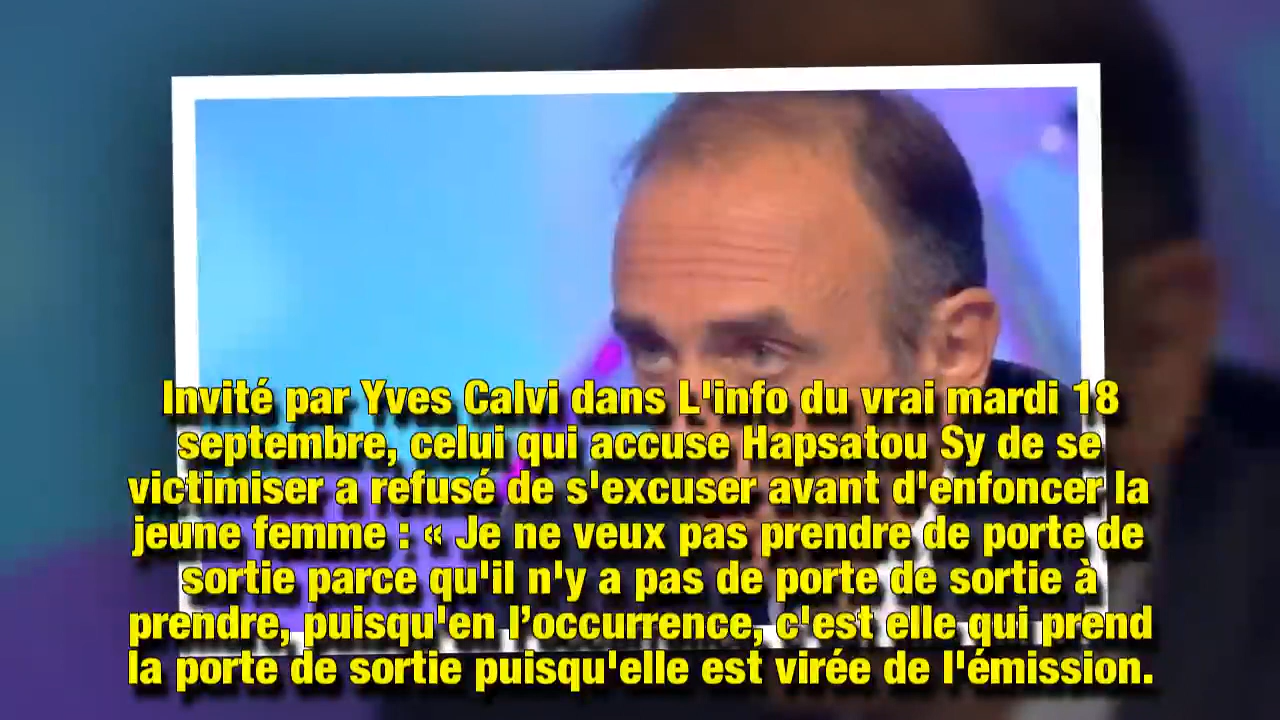 Invité par Yves Calvi dans L'info du vrai mardi 18
septembre, celui qui accuse Hapsatou Sy de se
victimiser a refusé de s'excuser avant d'enfoncer la
jeune femme : « Je ne veux pas prendre de porte de
sortie parce qu'il n'y a pas de porte de sortie à
prendre, puisqu'en l’occurrence, c'est elle qui prend
la porte de sortie puisqu'elle est virée de l'émission.